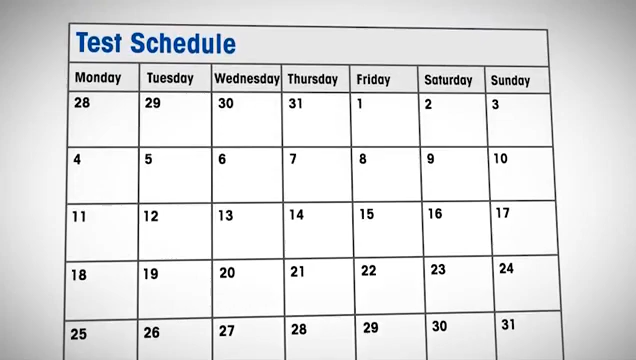 Test Schedule
Monday Tuesday Wednesday Thursday Friday Saturday Sunday
28 29 30 31 1 2 3
4 5 6 7 8 9 10
11 12 13 14 15 16 17
18 19 20 21 22 23 24
25 26 27 28 29 30 31